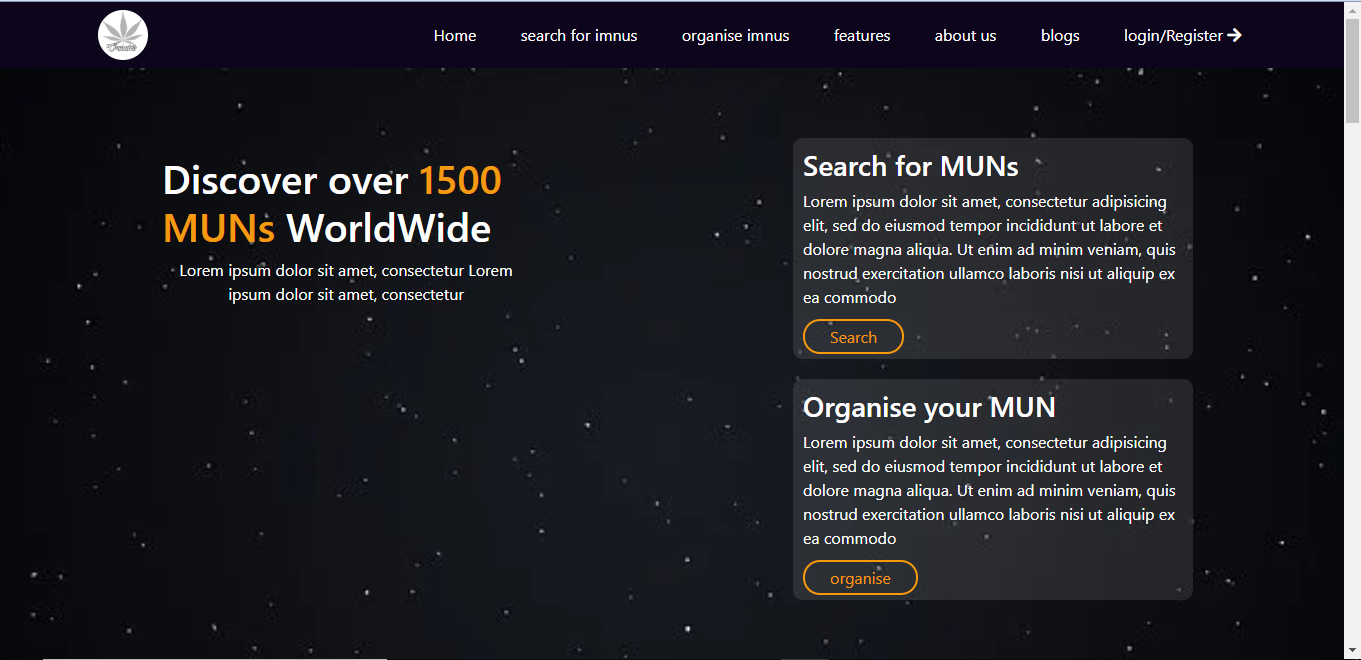 Home search for imnus organise imnus features about us blogs login/Register
Discover over 1500
MUNs WorldWide
Lorem ipsum dolor sit amet, consectetur Lorem
ipsum dolor sit amet, consectetur
Search for MUNs
Lorem ipsum dolor sit amet, consectetur adipisicing
elit, sed do eiusmod tempor incididunt ut labore et
dolore magna aliqua. Ut enim ad minim veniam, quis
nostrud exercitation ullamco laboris nisi ut aliquip ex
ea commodo
Search
Organise your MUN
Lorem ipsum dolor sit amet, consectetur adipisicing
elit, sed do eiusmod tempor incididunt ut labore et
dolore magna aliqua. Ut enim ad minim veniam, quis
nostrud exercitation ullamco laboris nisi ut aliquip ex
ea commodo
organise